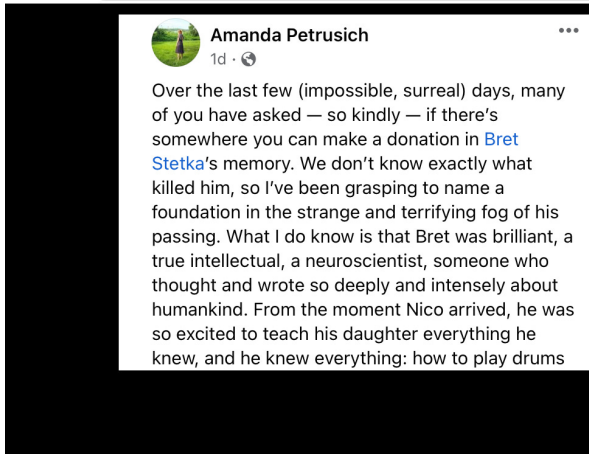 Amanda Petrusich
1d ·
Over the last few (impossible, surreal) days, many
of you have asked — so kindly — if there’s
somewhere you can make a donation in Bret
Stetka’s memory. We don’t know exactly what
killed him, so I’ve been grasping to name a
foundation in the strange and terrifying fog of his
passing. What I do know is that Bret was brilliant, a
true intellectual, a neuroscientist, someone who
thought and wrote so deeply and intensely about
humankind. From the moment Nico arrived, he was
so excited to teach his daughter everything he
knew, and he knew everything: how to play drums